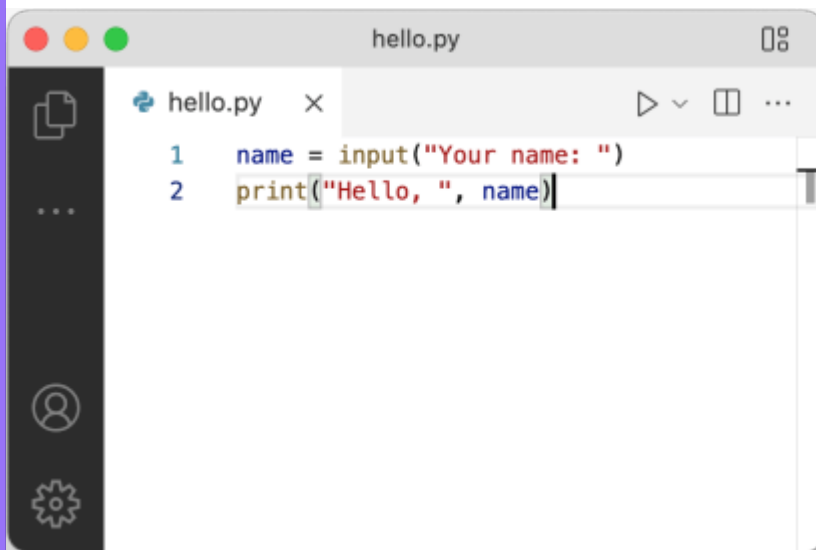 hello.py
hello.py
1 name = input("Your name: ")
2 print("Hello, ", name)